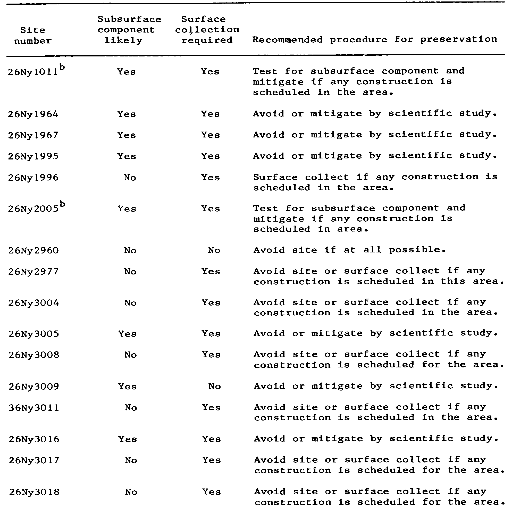 Site number Subsurface component likely Surface collection required Recommended procedure for preservation
26Ny1011b Yes Yes Test for subsurface component and
mitigate if any construction is
scheduled in the area.
26Ny1964 Yes Yes Avoid or mitigate by scientific study.
26Ny1967 Yes Yes Avoid or mitigate by scientific study.
26Ny1995 Yes Yes Avoid or mitigate by scientific study.
26Ny1996 No Yes Surface collect if any construction is
scheduled in the area.
26Ny2005b Yes Yes Test for subsurface component and
mitigate if any construction is
scheduled in area.
26Ny2960 No No Avoid site if at all possible.
26Ny2977 No Yes Avoid site or surface collect if any
construction is scheduled in this area.
26Ny3004 No Yes Avoid site or surface collect if any
construction is scheduled in the area.
26Ny3005 Yes Yes Avoid or mitigate by scientific study.
26Ny3008 No Yes Avoid site or surface collect if any
construction is scheduled for the area.
26Ny3009 Yes No Avoid or mitigate by scientific study.
36Ny3011 No Yes Avoid site or surface collect if any
construction is scheduled in the area.
26Ny3016 Yes Yes Avoid or mitigate by scientific study.
26Ny3017 No Yes Avoid site or surface collect if any
construction is scheduled for the area.
26Ny3018 No Yes Avoid site or surface collect if any
construction is scheduled for the area.